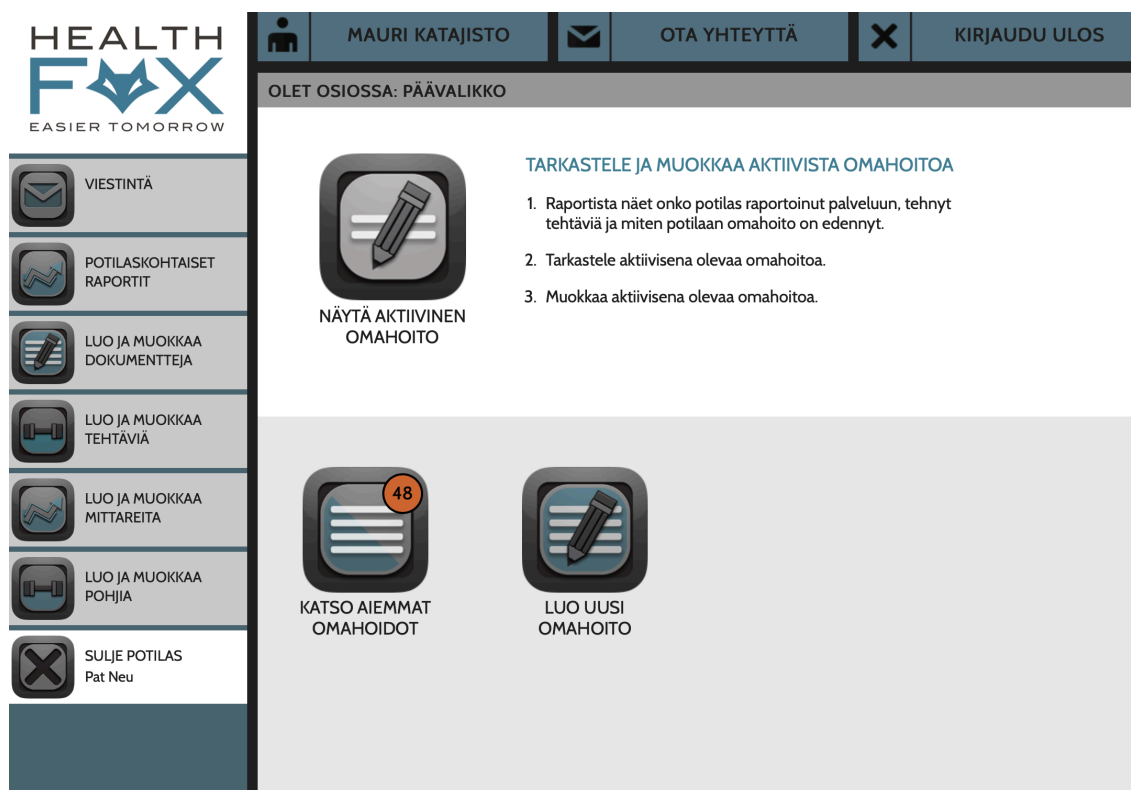 HEALTH
FOX
EASIER TOMORROW
MAURI KATAJISTO
OTA YHTEYTTÄ
KIRJAUDU ULOS
OLET OSIOSSA: PÄÄVALIKKO
VIESTINTÄ
POTILASKOHTAISET
RAPORTIT
LUO JA MUOKKAA
DOKUMENTTEJA
LUO JA MUOKKAA
TEHTÄVIÄ
LUO JA MUOKKAA
MITTAREITA
LUO JA MUOKKAA
POHJIA
SULJE POTILAS
Pat Neu
NÄYTÄ AKTIIVINEN
OMAHOITO
TARKASTELE JA MUOKKAA AKTIIVISTA OMAHOITOA
1. Raportista näet onko potilas raportoinut palveluun, tehnyt
tehtäviä ja miten potilaan omahoito on edennyt.
2. Tarkastele aktiivisena olevaa omahoitoa.
3. Muokkaa aktivisena olevaa omahoitoa.
48
KATSO AIEMMAT
OMAHOIDOT
LUO UUSI
OMAHOITO